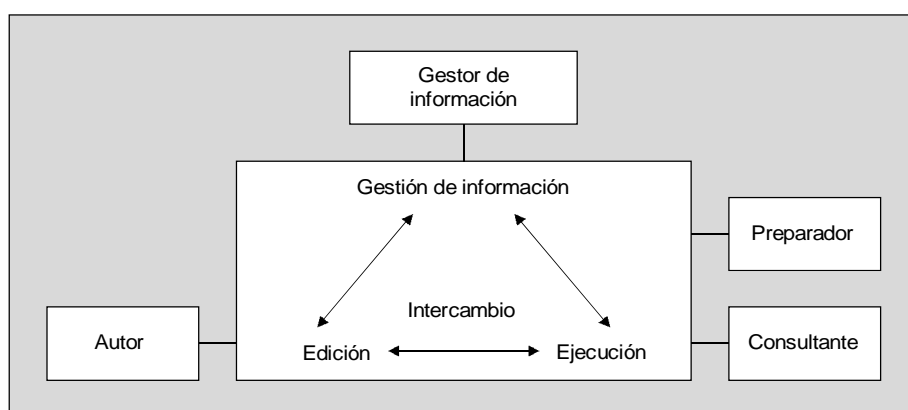 Gestor de
información
Gestión de información
Preparador
Intercambio
Autor
Edición
Ejecución
Consultante